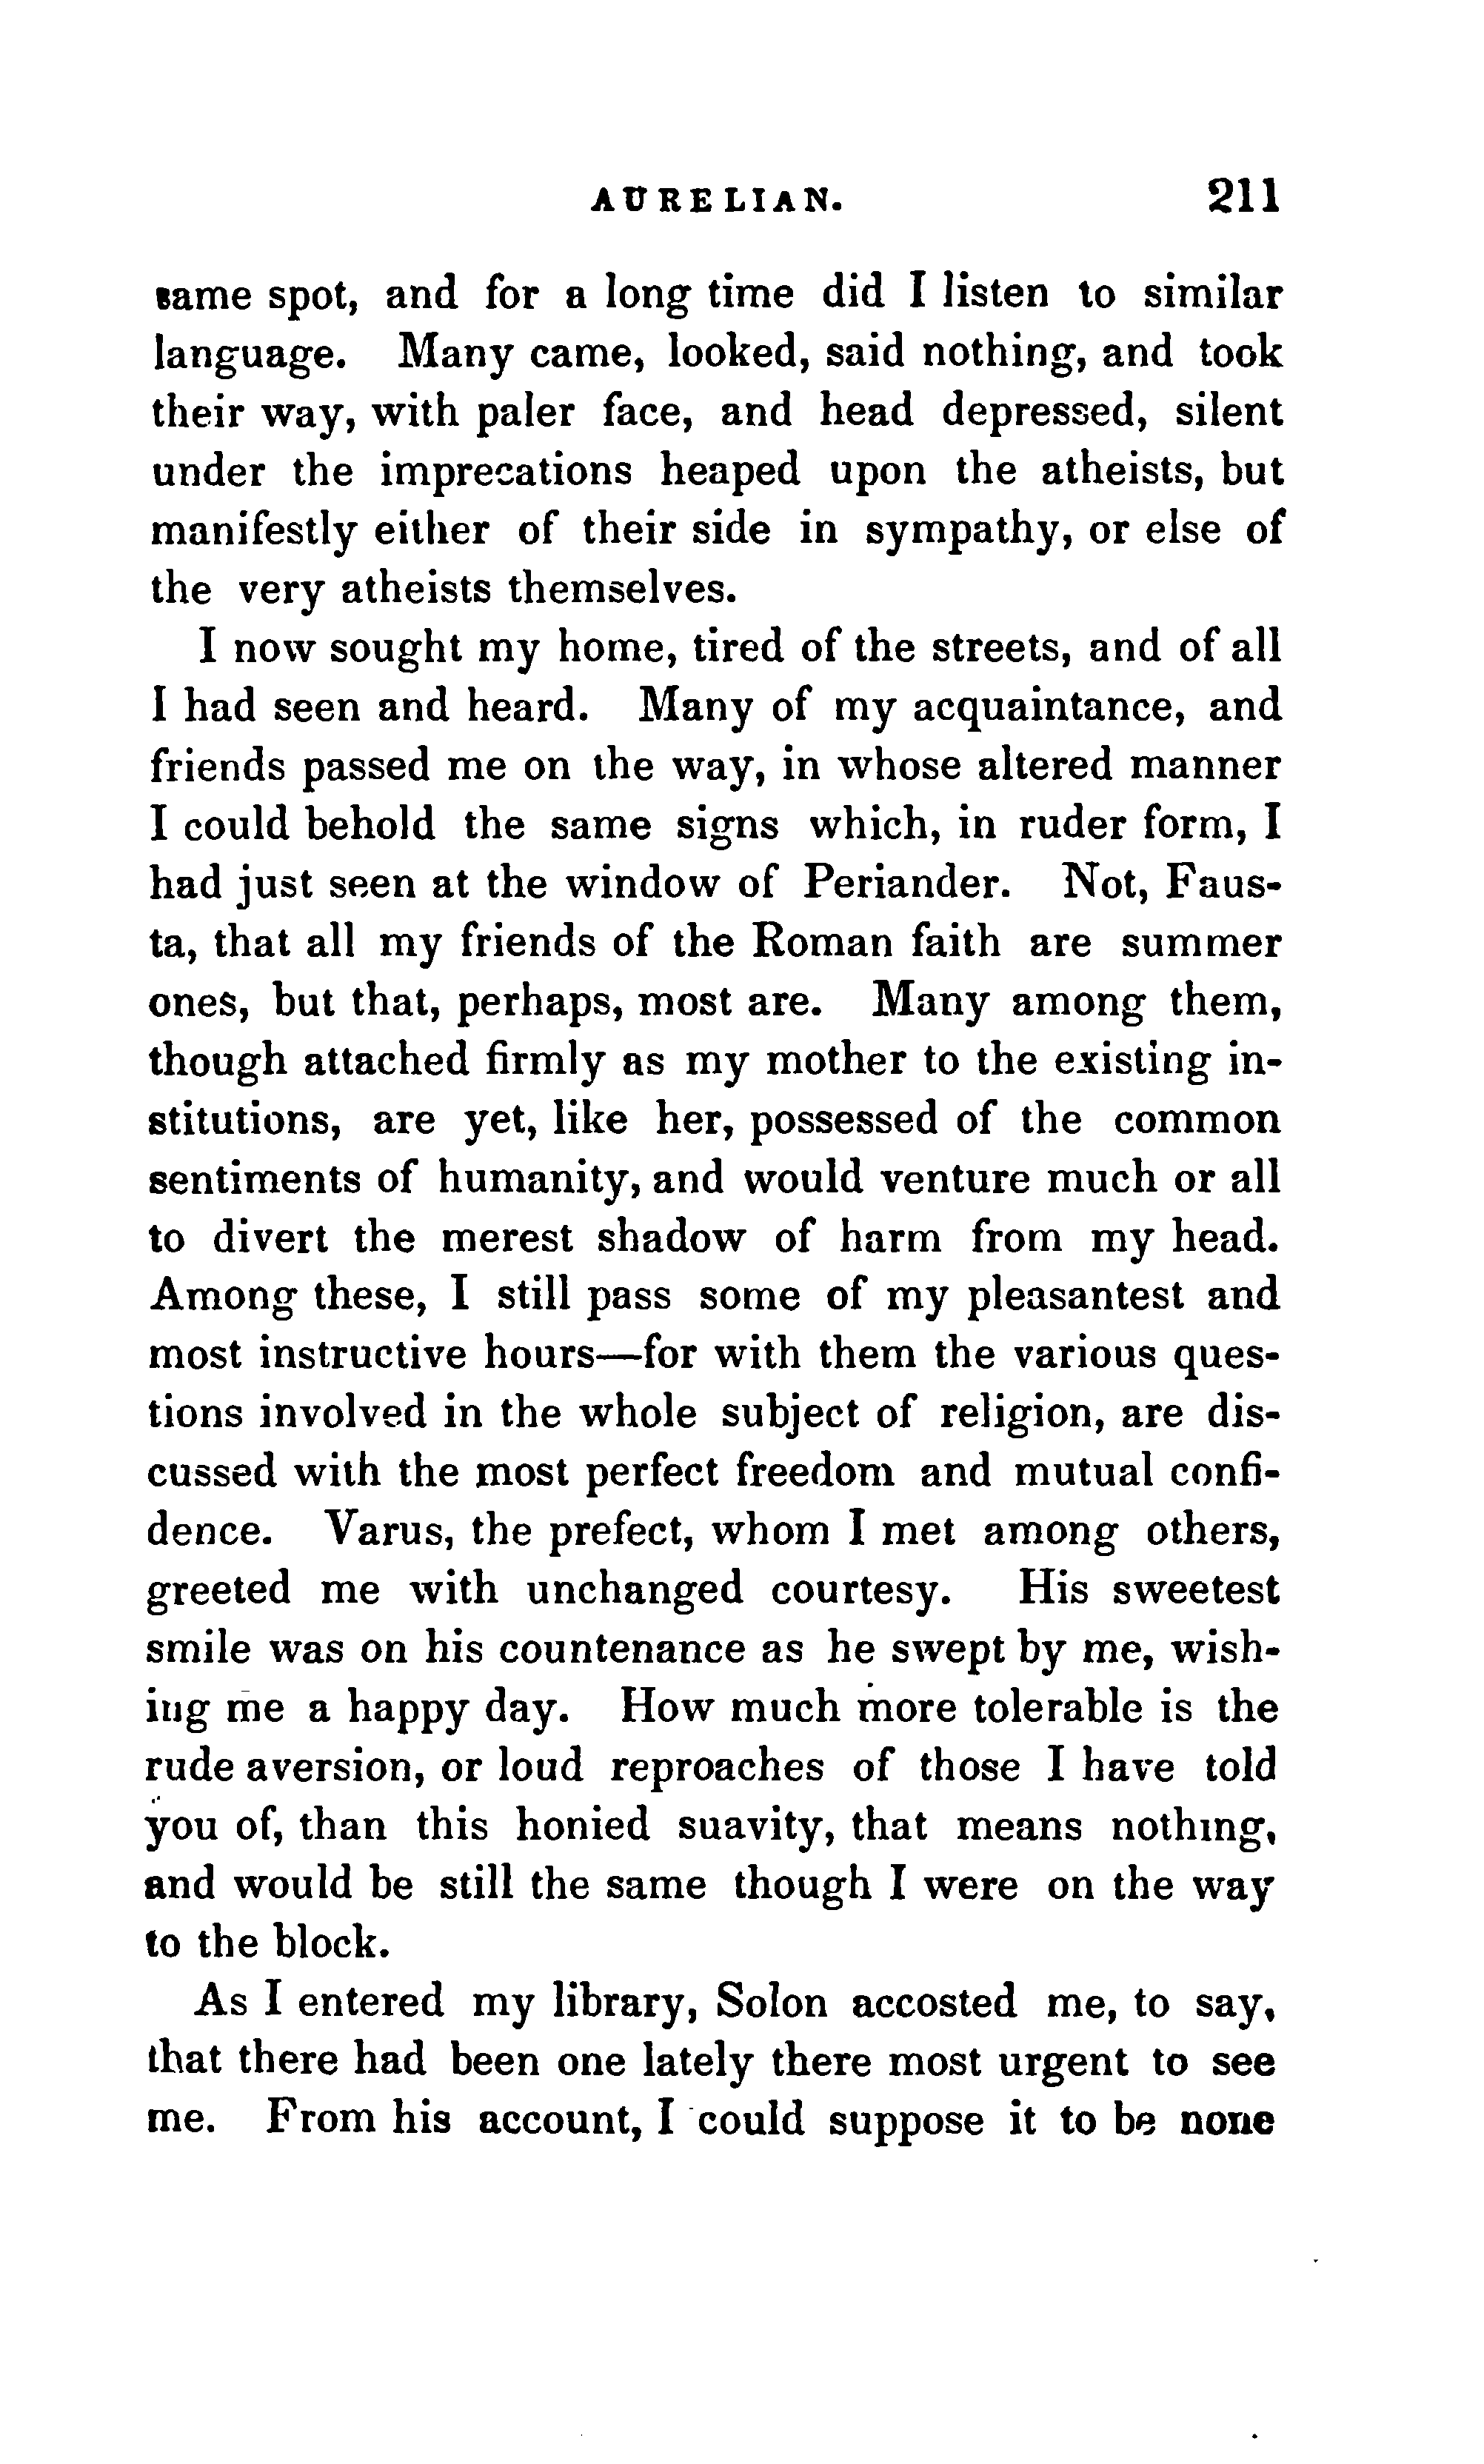 AURELIAN. 211
same spot, and for a long time did I listen to similar
language. Many came, looked, said nothing, and took
their way, with paler face, and head depressed, silent
under the imprecations heaped upon the atheists, but
manifestly either of their side in sympathy, or else of
the very atheists themselves.
I now sought my home, tired of the streets, and of all
I had seen and heard. Many of my acquaintance, and
friends passed me on the way, in whose altered manner
I could behold the same signs which, in ruder form, I
had just seen at the window of Periander. Not, Faus-
ta, that all my friends of the Roman faith are summer
ones, but that, perhaps, most are. Many among them,
though attached firmly as my mother to the existing in-
stitutions, are yet, like her, possessed of the common
sentiments of humanity, and would venture much or all
to divert the merest shadow of harm from my head.
Among these, I still pass some of my pleasantest and
most instructive hours—for with them the various ques-
tions involved in the whole subject of religion, are dis-
cussed with the most perfect freedom and mutual confi-
dence. Varus, the prefect, whom I met among others,
greeted me with unchanged courtesy. His sweetest
smile was on his countenance as he swept by me, wish-
ing me a happy day. How much more tolerable is the
rude aversion, or loud reproaches of those I have told
you of, than this honied suavity, that means nothing,
and would be still the same though I were on the way
to the block.
As I entered my library, Solon accosted me, to say,
that there had been one lately there most urgent to see
me. From his account, I could suppose it to be none